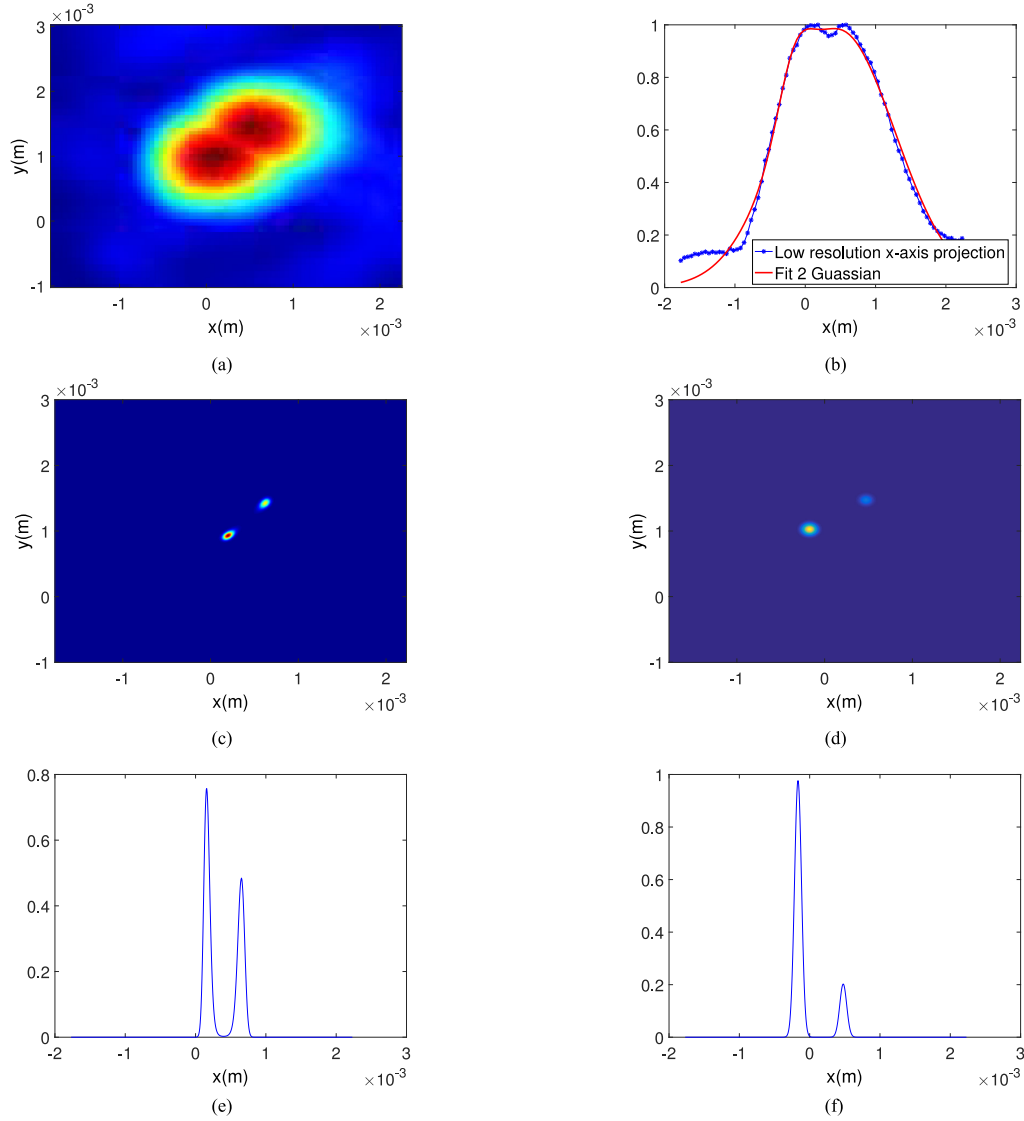 ×10⁻³
3
2
1
0
-1
y(m)
-1 0 1 2
x(m) ×10⁻³
(a)
1
0.8
0.6
0.4
0.2
0
Low resolution x-axis projection
Fit 2 Guassian
-2 -1 0 1 2 3
x(m) ×10⁻³
(b)
×10⁻³
3
2
1
0
-1
y(m)
-1 0 1 2
x(m) ×10⁻³
(c)
×10⁻³
3
2
1
0
-1
y(m)
-1 0 1 2
x(m) ×10⁻³
(d)
0.8
0.6
0.4
0.2
0
-2 -1 0 1 2 3
x(m) ×10⁻³
(e)
1
0.8
0.6
0.4
0.2
0
-2 -1 0 1 2 3
x(m) ×10⁻³
(f)